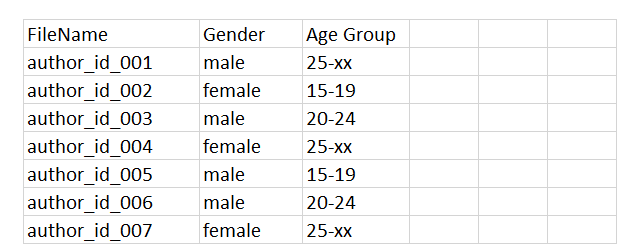 FileName Gender Age Group
author_id_001 male 25-xx
author_id_002 female 15-19
author_id_003 male 20-24
author_id_004 female 25-xx
author_id_005 male 15-19
author_id_006 male 20-24
author_id_007 female 25-xx